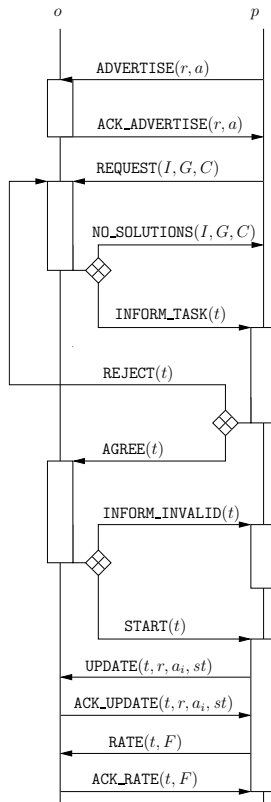 o p
ADVERTISE(r, a)
ACK_ADVERTISE(r, a)
REQUEST(I, G, C)
NO_SOLUTIONS(I, G, C)
INFORM_TASK(t)
REJECT(t)
AGREE(t)
INFORM_INVALID(t)
START(t)
UPDATE(t, r, a_i, st)
ACK_UPDATE(t, r, a_i, st)
RATE(t, F)
ACK_RATE(t, F)